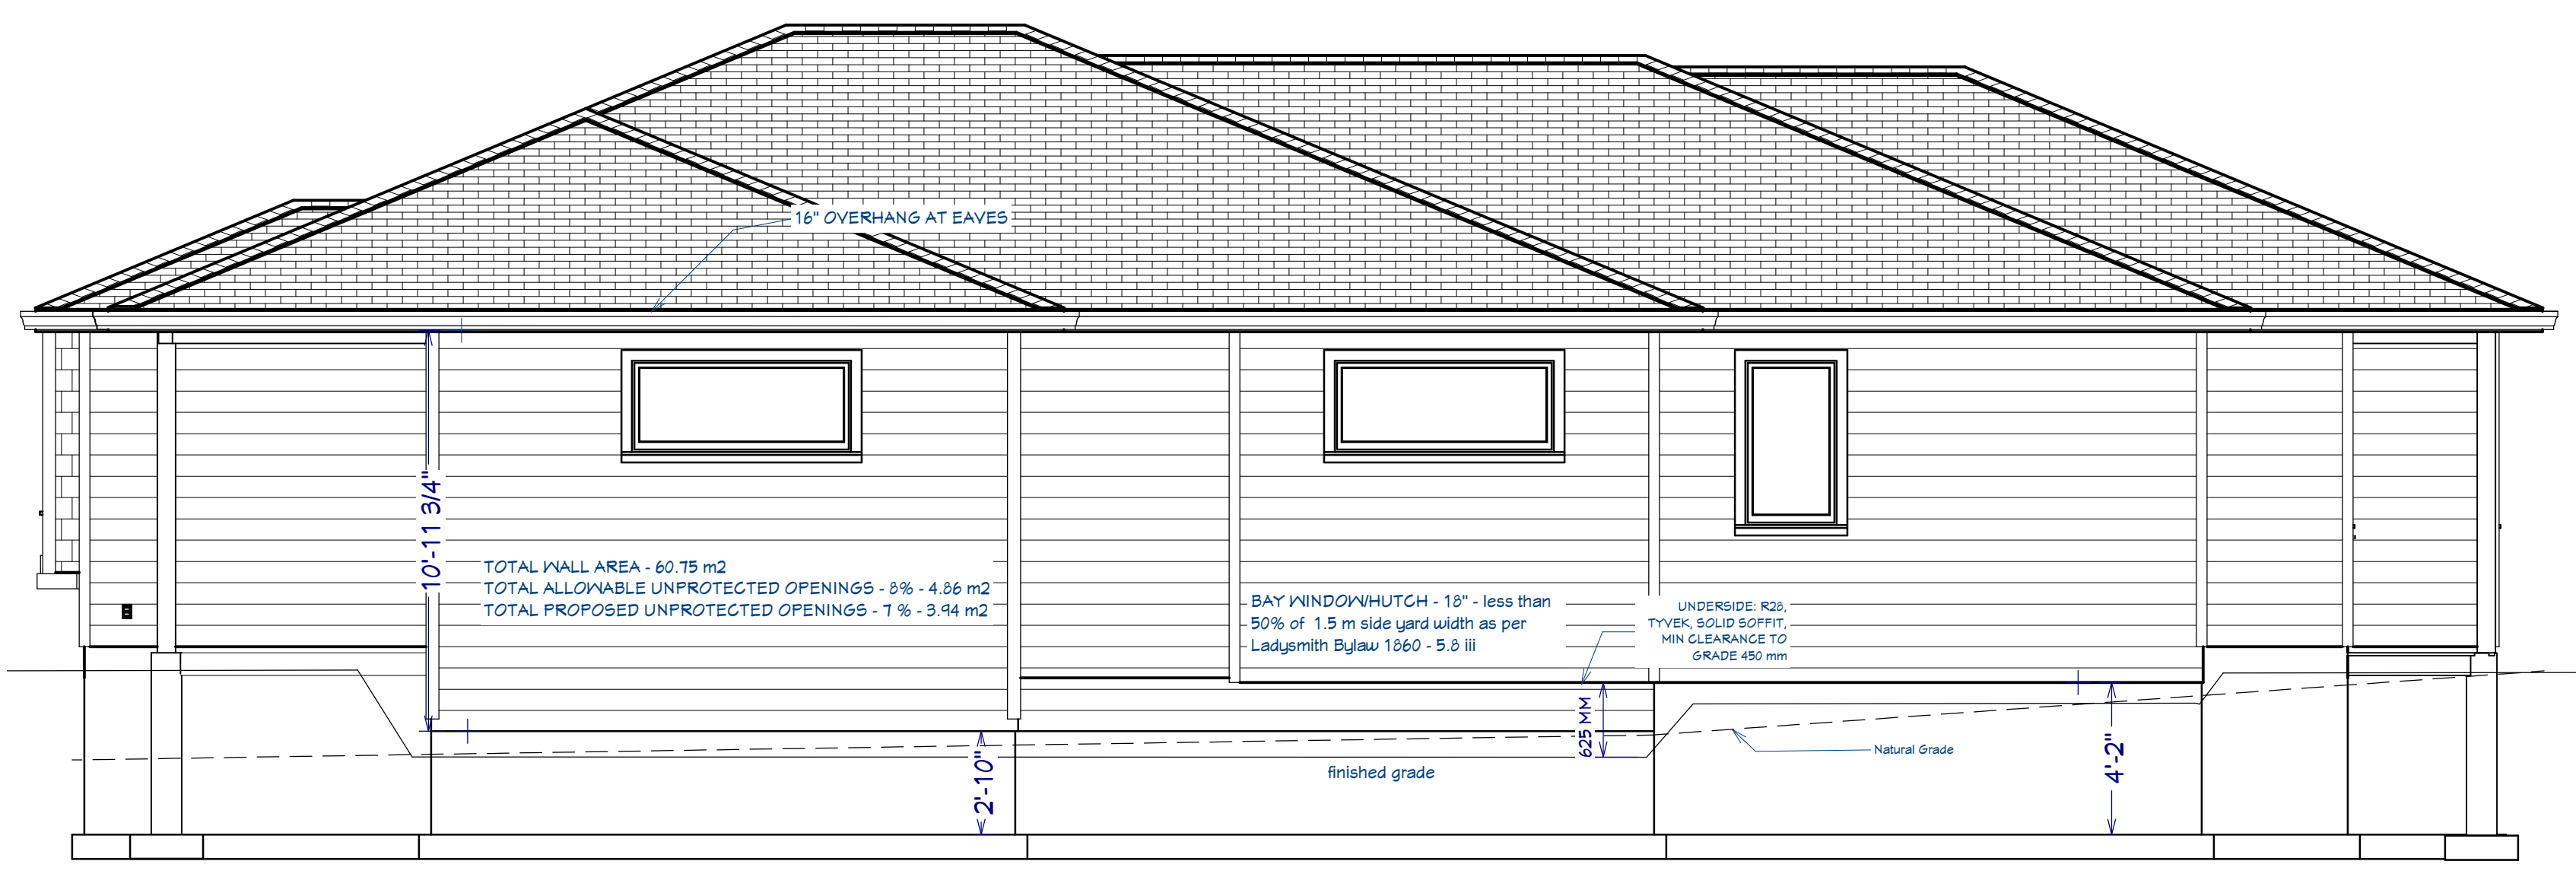 16" OVERHANG AT EAVES
10'-11 3/4"
TOTAL WALL AREA - 60.75 m2
TOTAL ALLOWABLE UNPROTECTED OPENINGS - 8% - 4.86 m2
TOTAL PROPOSED UNPROTECTED OPENINGS - 7 % - 3.94 m2
BAY WINDOW/HUTCH - 18" - less than
50% of 1.5 m side yard width as per
Ladysmith Bylaw 1860 - 5.8 iii
UNDERSIDE: R28,
TYVEK, SOLID SOFFIT,
MIN CLEARANCE TO
GRADE 450 mm
625 MM
2'-10"
finished grade
Natural Grade
4'-2"